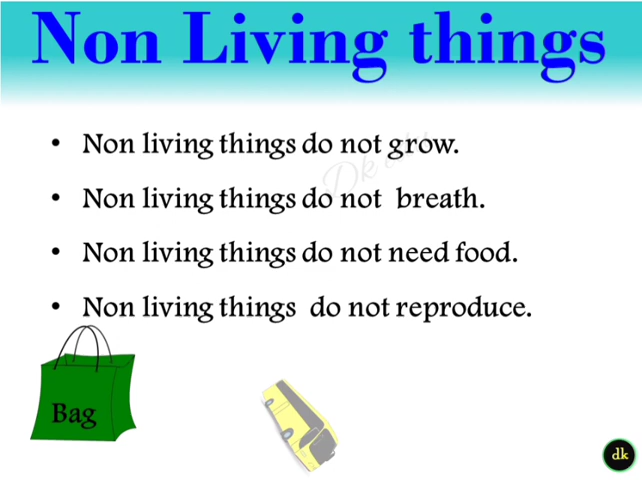 Non Living things
• Non living things do not grow.
• Non living things do not breath.
• Non living things do not need food.
• Non living things do not reproduce.
Bag
dk